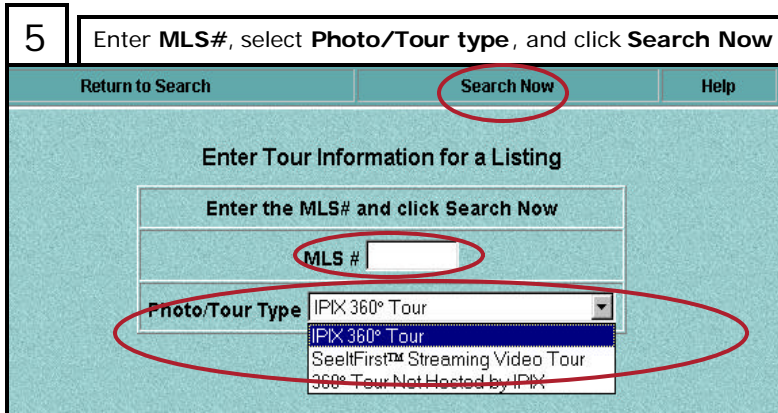 5
Enter MLS#, select Photo/Tour type, and click Search Now
Return to Search Search Now Help
Enter Tour Information for a Listing
Enter the MLS# and click Search Now
MLS #
Photo/Tour Type IPIX 360° Tour
IPIX 360° Tour
SeeItFirst™ Streaming Video Tour
360° Tour Not Hosted by IPIX